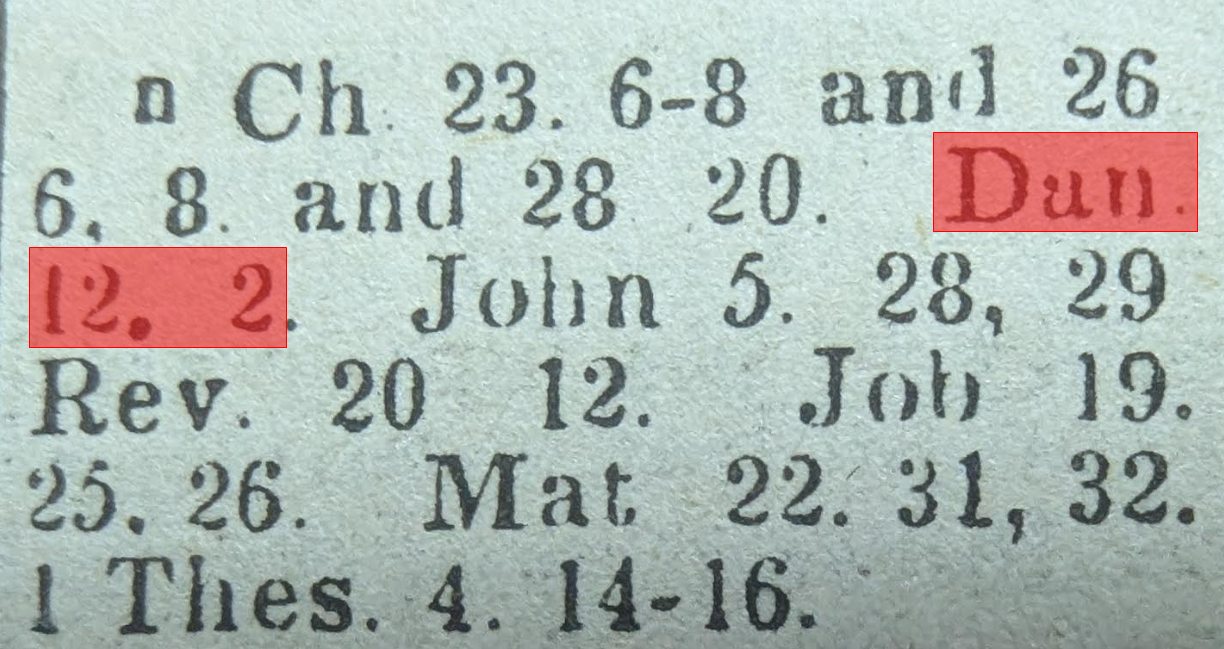 n Ch. 23. 6-8 and 26
6, 8. and 28 20. Dan.
12. 2. John 5. 28, 29
Rev. 20 12. Job 19.
25. 26. Mat 22. 31, 32.
1 Thes. 4. 14-16.